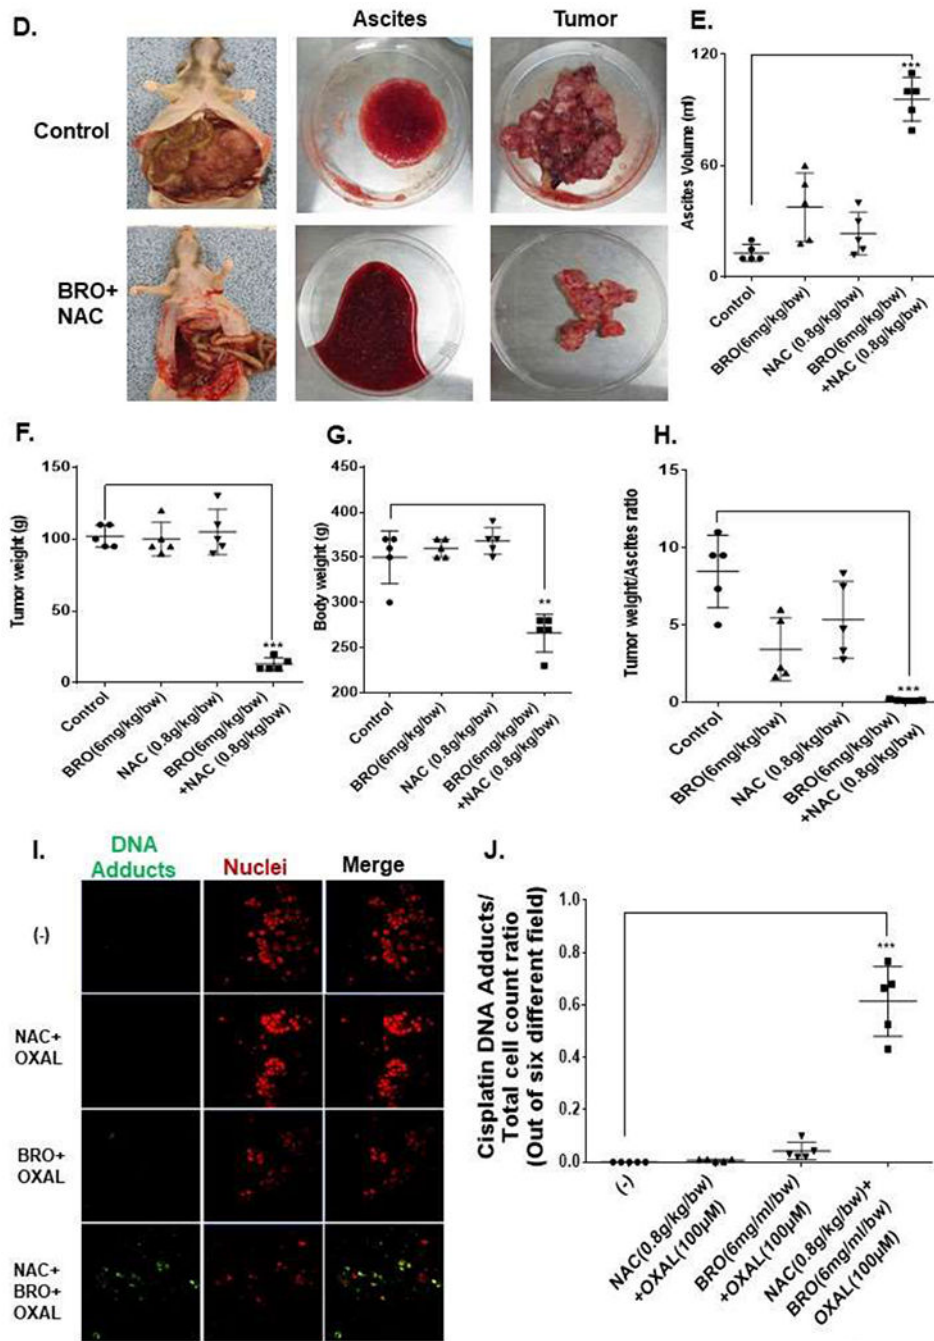 D.
Ascites
Tumor
Control
BRO+
NAC
E.
Ascites Volume (ml)
120
60
0
***
Control
BRO(6mg/kg/bw)
NAC (0.8g/kg/bw)
BRO(6mg/kg/bw)
+NAC (0.8g/kg/bw)
F.
Tumor weight (g)
150
100
50
0
***
Control
BRO(6mg/kg/bw)
NAC (0.8g/kg/bw)
BRO(6mg/kg/bw)
+NAC (0.8g/kg/bw)
G.
Body weight (g)
450
400
350
300
250
200
**
Control
BRO(6mg/kg/bw)
NAC (0.8g/kg/bw)
BRO(6mg/kg/bw)
+NAC (0.8g/kg/bw)
H.
Tumor weight/Ascites ratio
15
10
5
0
***
Control
BRO(6mg/kg/bw)
NAC (0.8g/kg/bw)
BRO(6mg/kg/bw)
+NAC (0.8g/kg/bw)
I.
DNA
Adducts
Nuclei
Merge
(-)
NAC+
OXAL
BRO+
OXAL
NAC+
BRO+
OXAL
J.
Cisplatin DNA Adducts/
Total cell count ratio
(Out of six different field)
1.0
0.8
0.6
0.4
0.2
0.0
***
(-)
NAC(0.8g/kg/bw)
+OXAL(100µM)
BRO(6mg/ml/bw)
+OXAL(100µM)
NAC(0.8g/kg/bw)+
BRO(6mg/ml/bw)
OXAL(100µM)